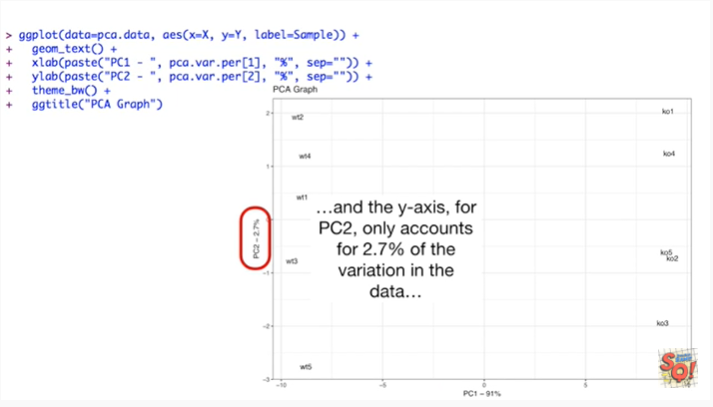 > ggplot(data=pca.data, aes(x=X, y=Y, label=Sample)) +
+ geom_text() +
+ xlab(paste("PC1 - ", pca.var.per[1], "%", sep="")) +
+ ylab(paste("PC2 - ", pca.var.per[2], "%", sep="")) +
+ theme_bw() +
+ ggtitle("PCA Graph")
PCA Graph
2
wt2
ko1
wt4
ko4
1
wt1
…and the y-axis, for
PC2, only accounts
for 2.7% of the
variation in the
data…
PC2 – 2.7%
wt3
ko5
ko2
-1
-2
ko3
wt5
-3
-10
-5
0
5
PC1 – 91%
SQ!